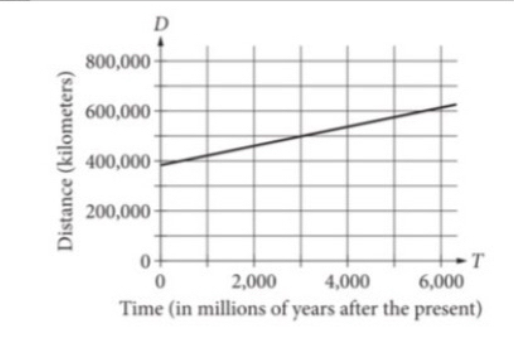 D
Distance (kilometers)
800,000
600,000
400,000
200,000
0
T
0 2,000 4,000 6,000
Time (in millions of years after the present)